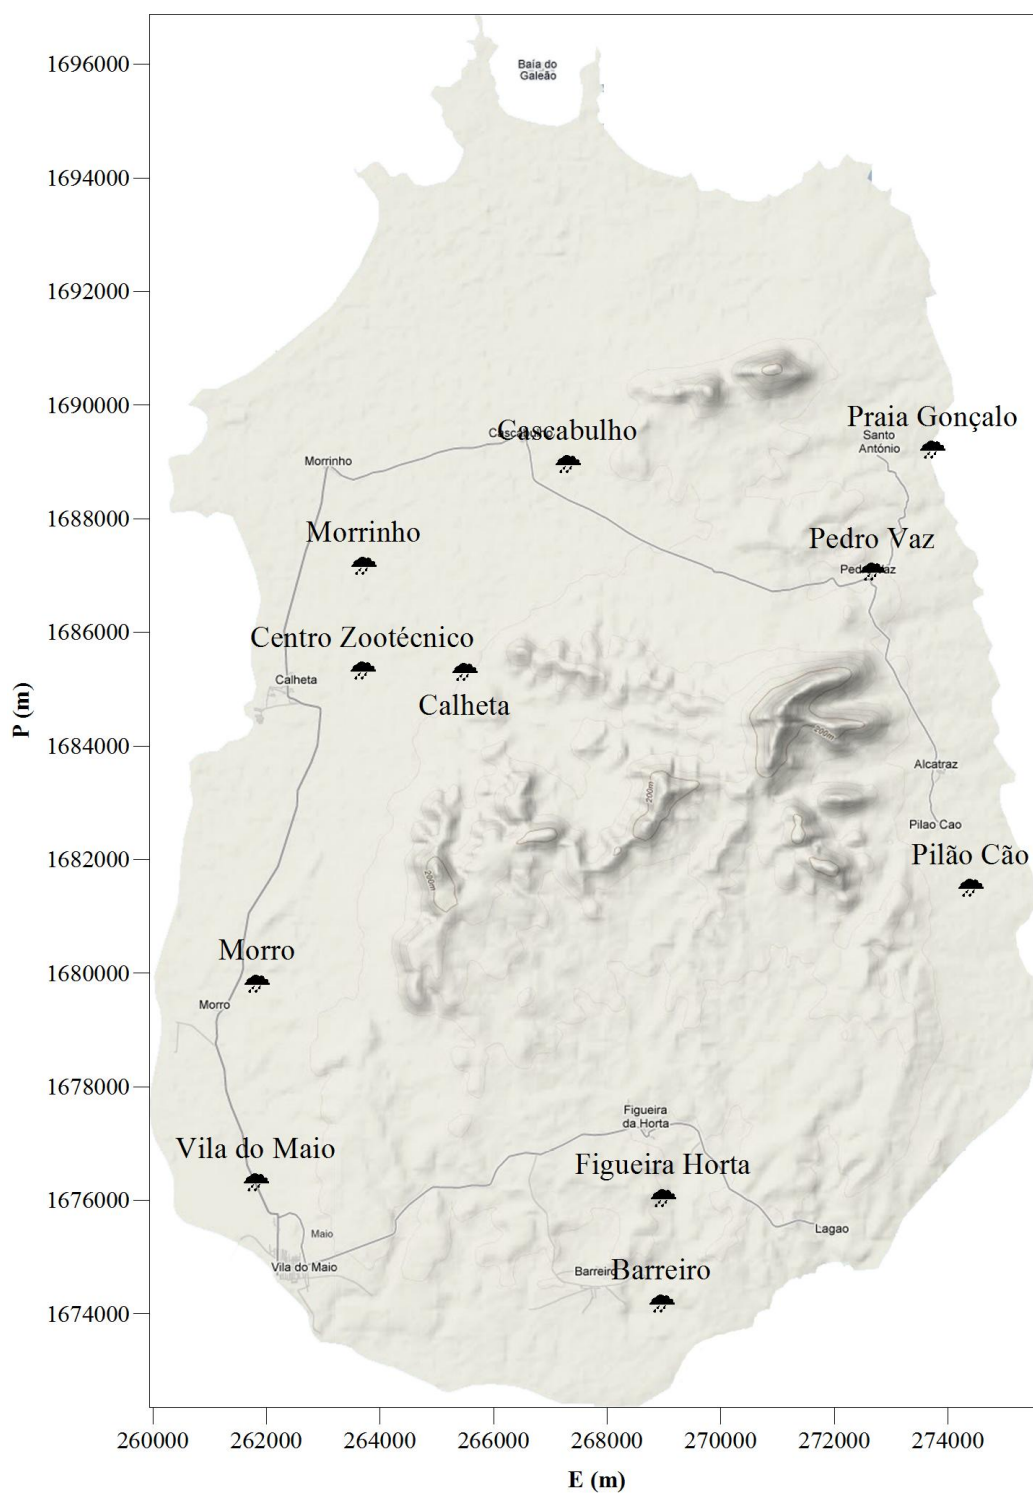 1696000
Baía do
Galeão
1694000
1692000
1690000
Praia Gonçalo
Cascabulho
Cascabulho
Santo
António
Morrinho
1688000
Morrinho
Pedro Vaz
Pedro Vaz
1686000
Centro Zootécnico
Calheta
Calheta
P (m)
200m
1684000
Alcatraz
200m
Pilao Cao
1682000
Pilão Cão
200m
1680000
Morro
Morro
1678000
Figueira
da Horta
Vila do Maio
Figueira Horta
1676000
Lagao
Maio
Vila do Maio
Barreiro
Barreiro
1674000
260000
262000
264000
266000
268000
270000
272000
274000
E (m)